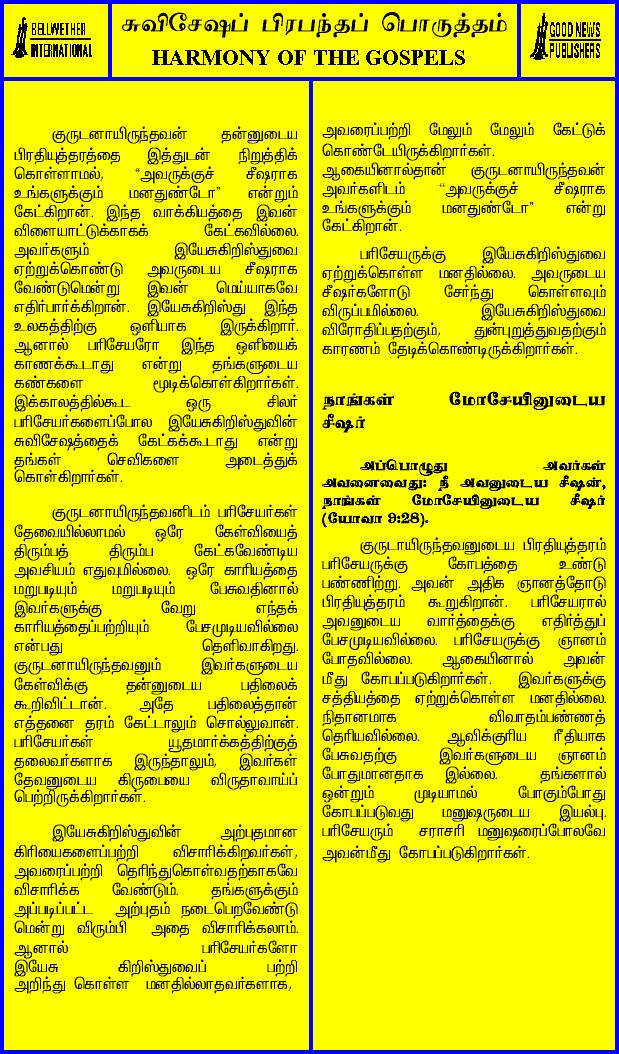 BELLWETHER
INTERNATIONAL
சுவிசேஷப் பிரபந்தப் பொருத்தம்
HARMONY OF THE GOSPELS
GOOD NEWS
PUBLISHERS
குருடனாயிருந்தவன் தன்னுடைய
பிரதியுத்தரத்தை இத்துடன் நிறுத்திக்
கொள்ளாமல், “அவருக்குச் சீஷராக
உங்களுக்கும் மனதுண்டோ” என்றும்
கேட்கிறான். இந்த வாக்கியத்தை இவன்
விளையாட்டுக்காகக் கேட்கவில்லை.
அவர்களும் இயேசுகிறிஸ்துவை
ஏற்றுக்கொண்டு அவருடைய சீஷராக
வேண்டுமென்று இவன் மெய்யாகவே
எதிர்பார்க்கிறான். இயேசுகிறிஸ்து இந்த
உலகத்திற்கு ஒளியாக இருக்கிறார்.
ஆனால் பரிசேயரோ இந்த ஒளியைக்
காணக்கூடாது என்று தங்களுடைய
கண்களை மூடிக்கொள்கிறார்கள்.
இக்காலத்தில்கூட ஒரு சிலர்
பரிசேயர்களைப்போல இயேசுகிறிஸ்துவின்
சுவிசேஷத்தைக் கேட்கக்கூடாது என்று
தங்கள் செவிகளை அடைத்துக்
கொள்கிறார்கள்.
குருடனாயிருந்தவனிடம் பரிசேயர்கள்
தேவையில்லாமல் ஒரே கேள்வியைத்
திரும்பத் திரும்ப கேட்கவேண்டிய
அவசியம் எதுவுமில்லை. ஒரே காரியத்தை
மறுபடியும் மறுபடியும் பேசுவதினால்
இவர்களுக்கு வேறு எந்தக்
காரியத்தைப்பற்றியும் பேசமுடியவில்லை
என்பது தெளிவாகிறது.
குருடனாயிருந்தவனும் இவர்களுடைய
கேள்விக்கு தன்னுடைய பதிலைக்
கூறிவிட்டான். அதே பதிலைத்தான்
எத்தனை தரம் கேட்டாலும் சொல்லுவான்.
பரிசேயர்கள் யூதமார்க்கத்திற்குத்
தலைவர்களாக இருந்தாலும், இவர்கள்
தேவனுடைய கிருபையை விருதாவாய்ப்
பெற்றிருக்கிறார்கள்.
இயேசுகிறிஸ்துவின் அற்புதமான
கிரியைகளைப்பற்றி விசாரிக்கிறவர்கள்,
அவரைப்பற்றி தெரிந்துகொள்வதற்காகவே
விசாரிக்க வேண்டும். தங்களுக்கும்
அப்படிப்பட்ட அற்புதம் நடைபெறவேண்டு
மென்று விரும்பி அதை விசாரிக்கலாம்.
ஆனால் பரிசேயர்களோ
இயேசு கிறிஸ்துவைப் பற்றி
அறிந்து கொள்ள மனதில்லாதவர்களாக,
அவரைப்பற்றி மேலும் மேலும் கேட்டுக்
கொண்டேயிருக்கிறார்கள்.
ஆகையினால்தான் குருடனாயிருந்தவன்
அவர்களிடம் “அவருக்குச் சீஷராக
உங்களுக்கும் மனதுண்டோ” என்று
கேட்கிறான்.
பரிசேயருக்கு இயேசுகிறிஸ்துவை
ஏற்றுக்கொள்ள மனதில்லை. அவருடைய
சீஷர்களோடு சேர்ந்து கொள்ளவும்
விருப்பமில்லை. இயேசுகிறிஸ்துவை
விரோதிப்பதற்கும், துன்புறுத்துவதற்கும்
காரணம் தேடிக்கொண்டிருக்கிறார்கள்.
நாங்கள் மோசேயினுடைய
சீஷர்
அப்பொழுது அவர்கள்
அவனைவைது: நீ அவனுடைய சீஷன்,
நாங்கள் மோசேயினுடைய சீஷர்
(யோவா 9:28).
குருடாயிருந்தவனுடைய பிரதியுத்தரம்
பரிசேயருக்கு கோபத்தை உண்டு
பண்ணிற்று. அவன் அதிக ஞானத்தோடு
பிரதியுத்தரம் கூறுகிறான். பரிசேயரால்
அவனுடைய வார்த்தைக்கு எதிர்த்துப்
பேசமுடியவில்லை. பரிசேயருக்கு ஞானம்
போதவில்லை. ஆகையினால் அவன்
மீது கோபப்படுகிறார்கள். இவர்களுக்கு
சத்தியத்தை ஏற்றுக்கொள்ள மனதில்லை.
நிதானமாக விவாதம்பண்ணத்
தெரியவில்லை. ஆவிக்குரிய ரீதியாக
பேசுவதற்கு இவர்களுடைய ஞானம்
போதுமானதாக இல்லை. தங்களால்
ஒன்றும் முடியாமல் போகும்போது
கோபப்படுவது மனுஷருடைய இயல்பு.
பரிசேயரும் சராசரி மனுஷரைப்போலவே
அவன்மீது கோபப்படுகிறார்கள்.